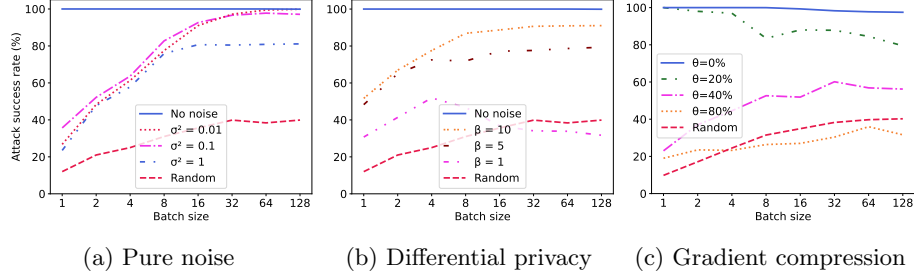 Attack success rate (%)
100
80
60
40
20
0
No noise
σ² = 0.01
σ² = 0.1
σ² = 1
Random
1 2 4 8 16 32 64 128
Batch size
(a) Pure noise
100
80
60
40
20
0
No noise
β = 10
β = 5
β = 1
Random
1 2 4 8 16 32 64 128
Batch size
(b) Differential privacy
100
80
60
40
20
0
θ=0%
θ=20%
θ=40%
θ=80%
Random
1 2 4 8 16 32 64 128
Batch size
(c) Gradient compression